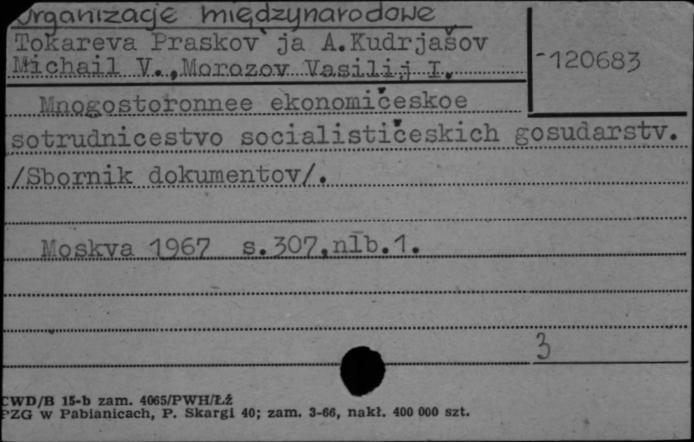 Organizacje międzynarodowe
Tokareva Praskov`ja A.Kudrjašov
Michail V.,Morozov Vasilij I.
-120683
Mnogostoronnee ekonomičeskoe
sotrudnicestvo socialističeskich gosudarstv.
/Sbornik dokumentov/.
Moskva 1967 s.307,nlb.1.
3
CWD/B 15-b zam. 4065/PWH/ŁŹ
PZG w Pabianicach, P. Skargi 40; zam. 3-66, nakł. 400 000 szt.